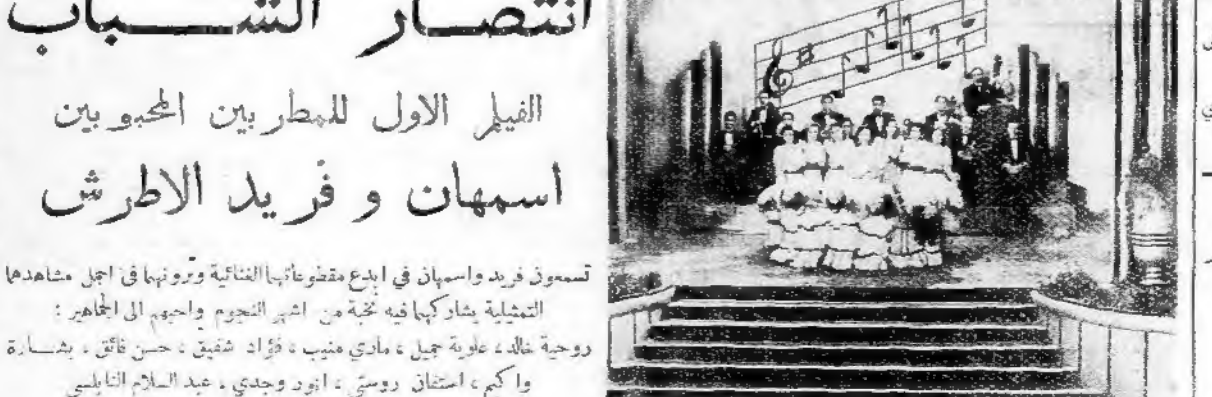 انتصار الشباب
الفيلم الاول للمطربين المحبوبين
اسمهان و فريد الاطرش
تسمعون فريد واسمهان في ابدع مقطوعاتهما الغنائية وترونهما في اجمل مشاهدهما
التمثيلية يشاركهما فيه نخبة من اشهر النجوم واحبهم الى الجماهير :
روحية خالد ، علوية جميل ، ماري منيب ، فؤاد شفيق ، حسن فائق ، بشارة
واكيم ، استفان روستي ، انور وجدي ، عبد السلام النابلسي